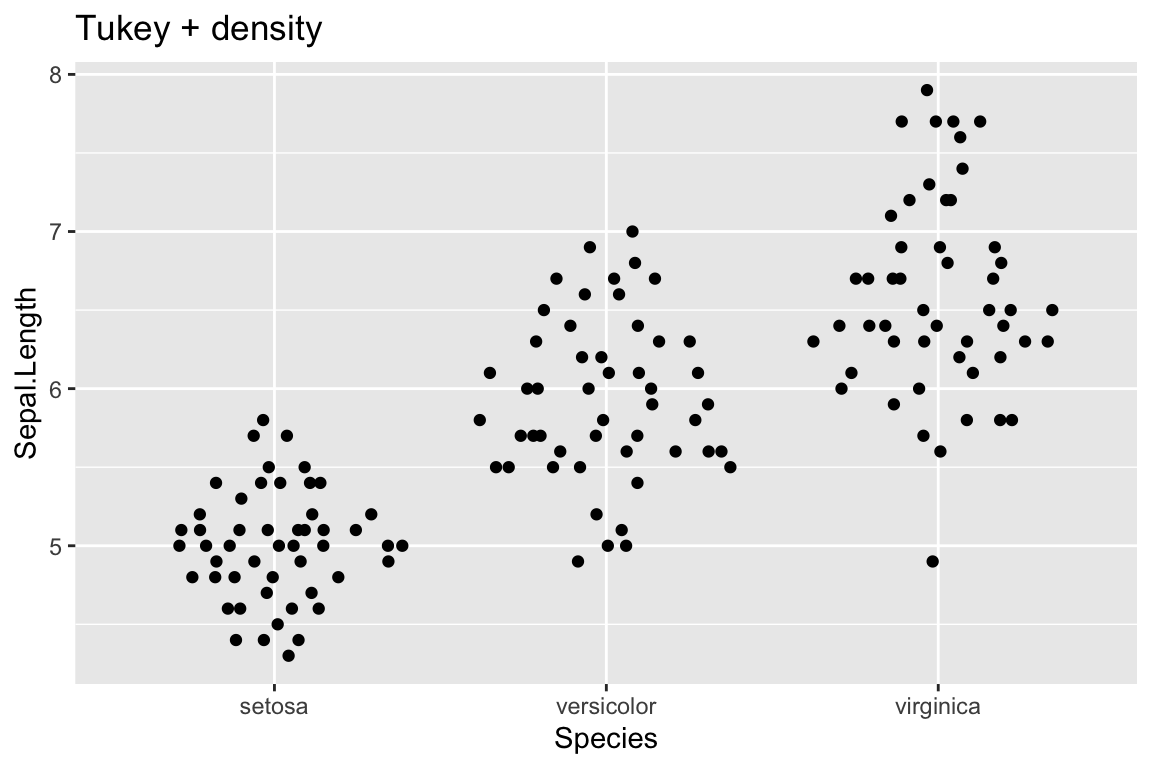 Tukey + density
8
7
6
5
Sepal.Length
setosa versicolor virginica
Species